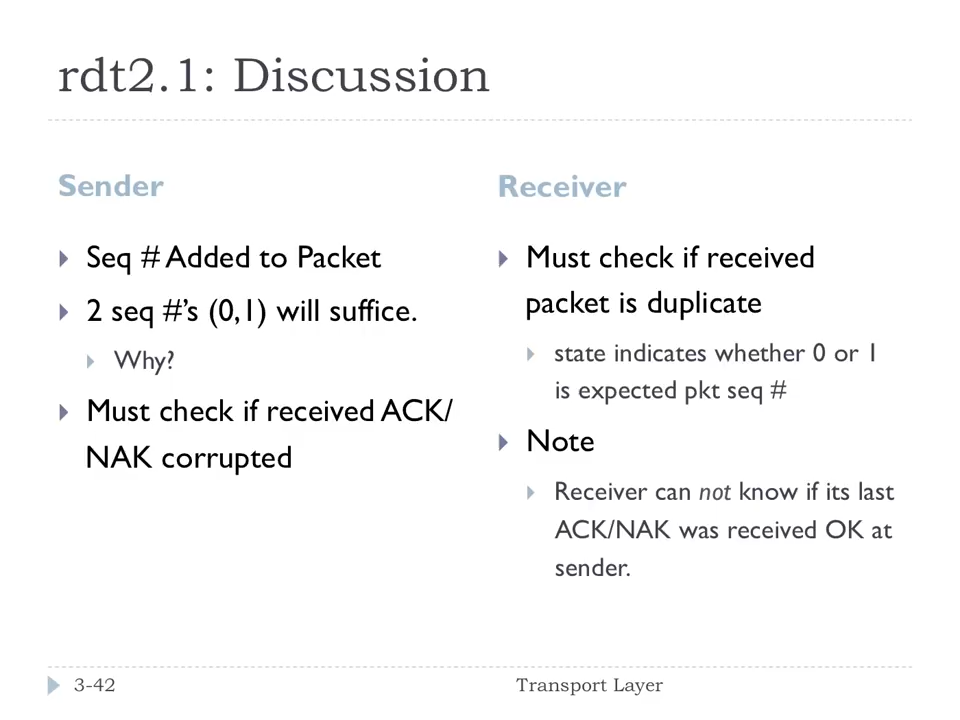 rdt2.1: Discussion
Sender
Seq # Added to Packet
2 seq #’s (0,1) will suffice.
Why?
Must check if received ACK/
NAK corrupted
Receiver
Must check if received
packet is duplicate
state indicates whether 0 or 1
is expected pkt seq #
Note
Receiver can not know if its last
ACK/NAK was received OK at
sender.
3-42
Transport Layer